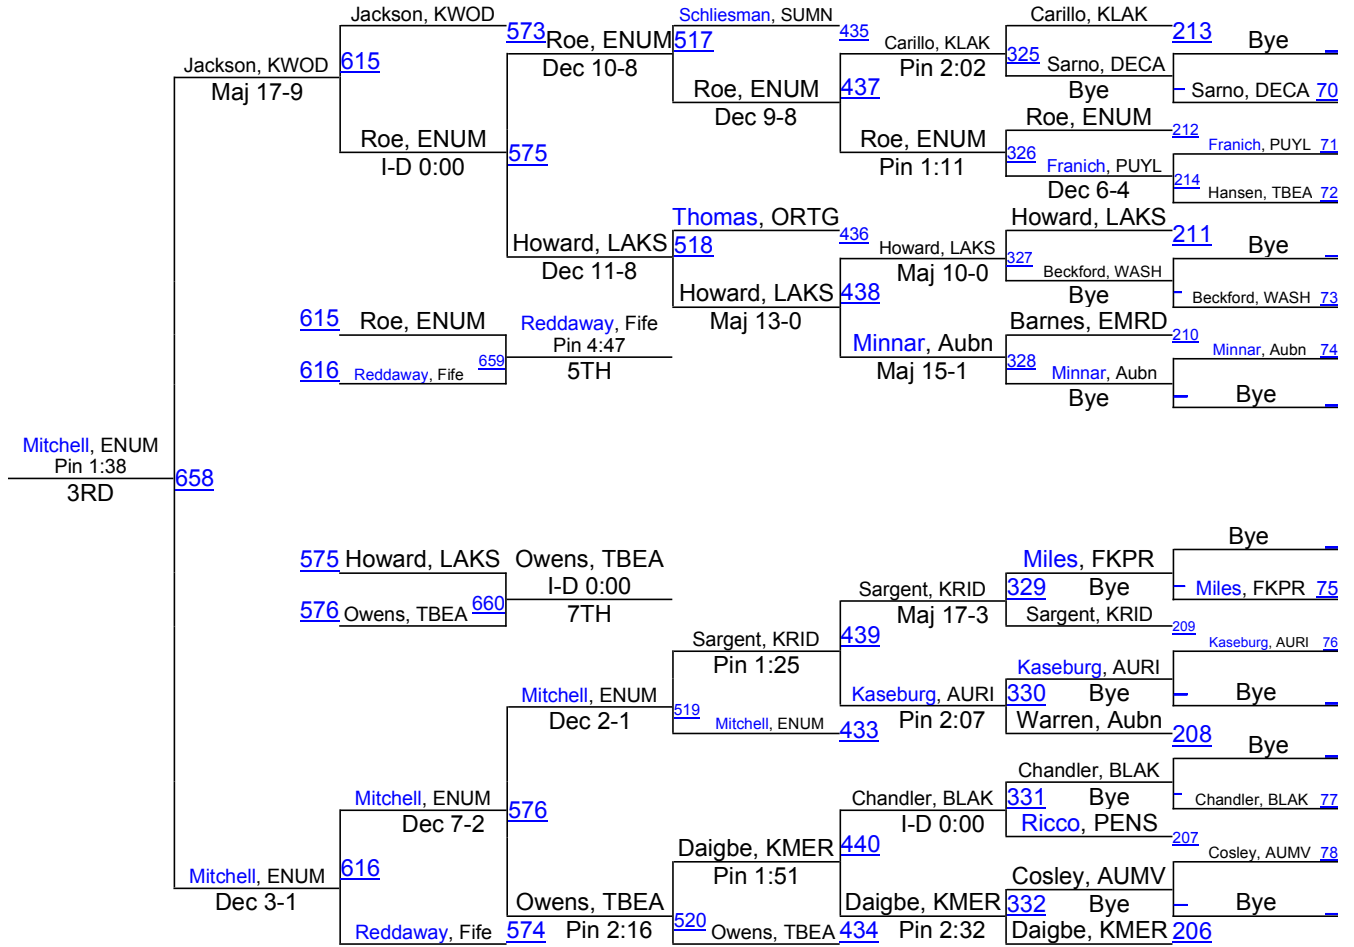 Jackson, KWOD
573
Schliesman, SUMN
435
Carillo, KLAK
213
Bye
Roe, ENUM
517
Carillo, KLAK
325
Sarno, DECA
Jackson, KWOD
615
Dec 10-8
Pin 2:02
Bye
Sarno, DECA 70
Maj 17-9
Roe, ENUM
437
Roe, ENUM
212
Dec 9-8
Roe, ENUM
575
Roe, ENUM
326
Franich, PUYL 71
I-D 0:00
Pin 1:11
Franich, PUYL
214
Dec 6-4
Hansen, TBEA 72
Thomas, ORTG
436
Howard, LAKS
211
Howard, LAKS
518
Howard, LAKS
327
Bye
Dec 11-8
Maj 10-0
Beckford, WASH
Howard, LAKS
438
Bye
Beckford, WASH 73
615
Roe, ENUM
Reddaway, Fife
Maj 13-0
Barnes, EMRD
210
Pin 4:47
Minnar, Aubn
Minnar, Aubn 74
616
Reddaway, Fife
659
5TH
Maj 15-1
328
Minnar, Aubn
Bye
Bye
Mitchell, ENUM
Pin 1:38
658
3RD
Bye
575
Howard, LAKS
Owens, TBEA
Miles, FKPR
I-D 0:00
Sargent, KRID
329
Bye
Miles, FKPR 75
576
Owens, TBEA
660
7TH
Maj 17-3
Sargent, KRID
209
Sargent, KRID
439
Kaseburg, AURI 76
Pin 1:25
Kaseburg, AURI
Mitchell, ENUM
Kaseburg, AURI
330
Bye
Bye
Dec 2-1
519
Mitchell, ENUM
433
Pin 2:07
Warren, Aubn
208
Bye
Chandler, BLAK
Mitchell, ENUM
576
Chandler, BLAK
331
Bye
Chandler, BLAK 77
Dec 7-2
I-D 0:00
Ricco, PENS
207
Daigbe, KMER
440
Cosley, AUMV 78
Mitchell, ENUM
616
Pin 1:51
Cosley, AUMV
Dec 3-1
Owens, TBEA
Daigbe, KMER
332
Bye
Bye
Reddaway, Fife
574
Pin 2:16
520
Owens, TBEA
434
Pin 2:32
Daigbe, KMER
206